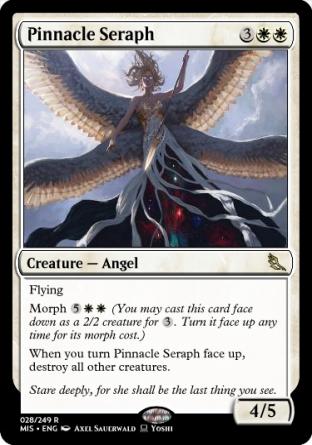 Pinnacle Seraph 3
Creature — Angel
Flying
Morph 5 (You may cast this card face
down as a 2/2 creature for 3. Turn it face up any
time for its morph cost.)
When you turn Pinnacle Seraph face up,
destroy all other creatures.
Stare deeply, for she shall be the last thing you see.
028/249 R
MIS • ENG Axel Sauerwald Yoshi
4/5